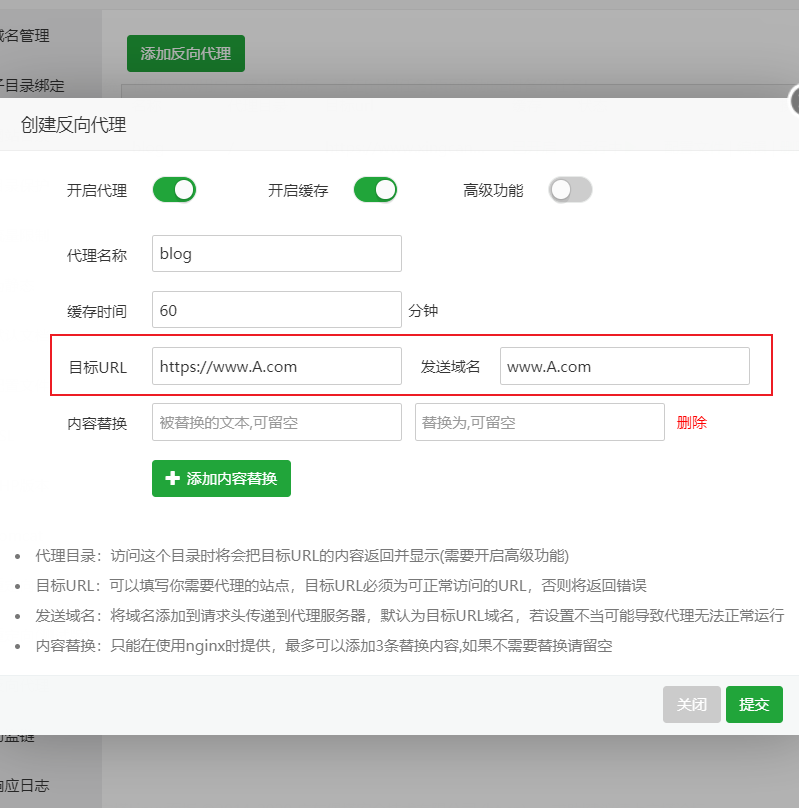 域名管理
添加反向代理
子目录绑定
创建反向代理
开启代理 开启缓存 高级功能
代理名称 blog
缓存时间 60 分钟
目标URL https://www.A.com 发送域名 www.A.com
内容替换 被替换的文本,可留空 替换为,可留空 删除
添加内容替换
代理目录：访问这个目录时将会把目标URL的内容返回并显示(需要开启高级功能)
目标URL：可以填写你需要代理的站点，目标URL必须为可正常访问的URL，否则将返回错误
发送域名：将域名添加到请求头传递到代理服务器，默认为目标URL域名，若设置不当可能导致代理无法正常运行
内容替换：只能在使用nginx时提供，最多可以添加3条替换内容,如果不需要替换请留空
关闭 提交
防盗链
响应日志